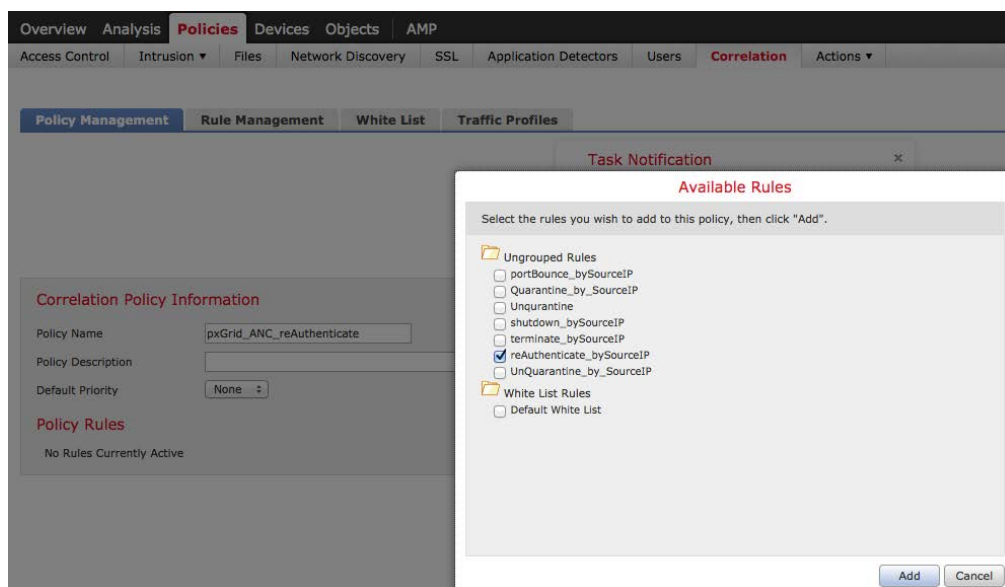 Overview Analysis Policies Devices Objects AMP
Access Control Intrusion ▾ Files Network Discovery SSL Application Detectors Users Correlation Actions ▾
Policy Management Rule Management White List Traffic Profiles
Task Notification ×
Available Rules
Select the rules you wish to add to this policy, then click "Add".
Ungrouped Rules
portBounce_bySourceIP
Quarantine_by_SourceIP
Unqurantine
shutdown_bySourceIP
terminate_bySourceIP
reAuthenticate_bySourceIP
UnQuarantine_by_SourceIP
White List Rules
Default White List
Add Cancel
Correlation Policy Information
Policy Name pxGrid_ANC_reAuthenticate
Policy Description
Default Priority None
Policy Rules
No Rules Currently Active